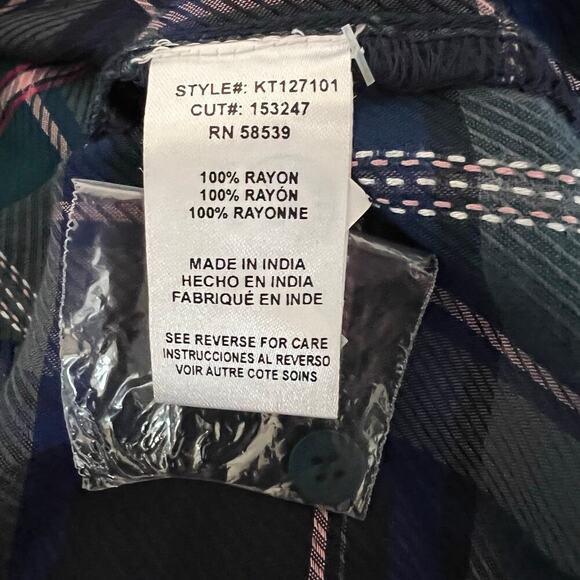 STYLE#: KT127101
CUT#: 153247
RN 58539
100% RAYON
100% RAYÓN
100% RAYONNE
MADE IN INDIA
HECHO EN INDIA
FABRIQUÉ EN INDE
SEE REVERSE FOR CARE
INSTRUCCIONES AL REVERSO
VOIR AUTRE COTE SOINS